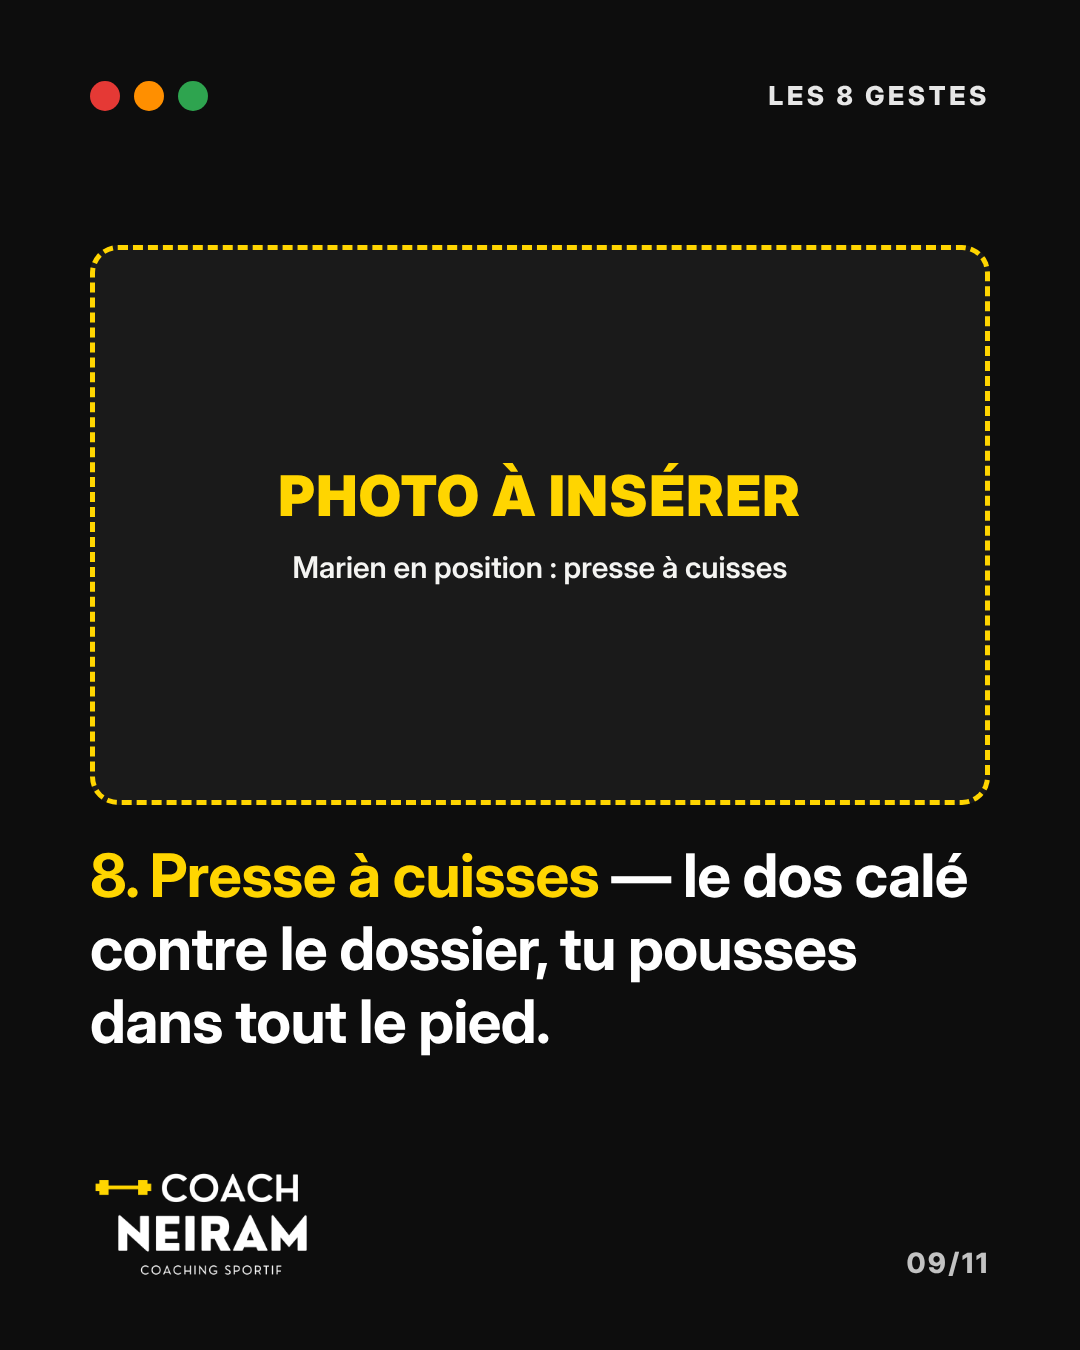 LES 8 GESTES
PHOTO À INSÉRER
Marien en position : presse à cuisses
8. Presse à cuisses — le dos calé
contre le dossier, tu pousses
dans tout le pied.
COACH
NEIRAM
COACHING SPORTIF
09/11